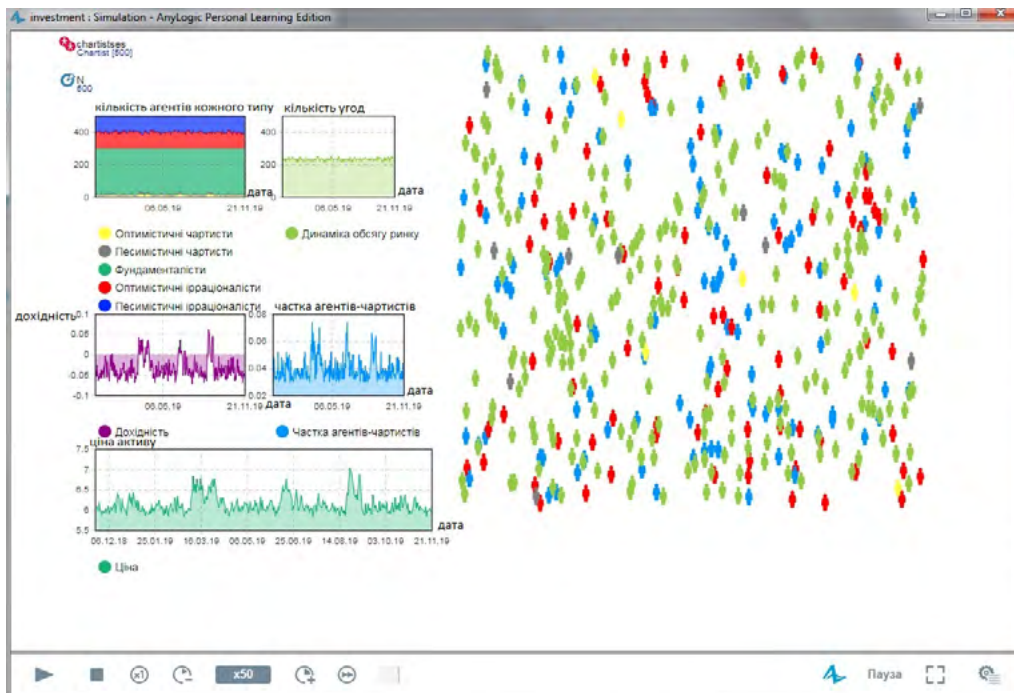 investment : Simulation - AnyLogic Personal Learning Edition
chartistses
Chartist [500]
N
500
кількість агентів кожного типу
400
200
0
06.06.19
21.11.19
дата
Оптимістичні чартисти
Песимістичні чартисти
Фундаменталісти
Оптимістичні ірраціоналісти
Песимістичні ірраціоналісти
кількість угод
400
200
0
06.06.19
21.11.19
дата
Динаміка обсягу ринку
дохідність
0.1
0.05
0
-0.05
-0.1
06.06.19
21.11.19
дата
Дохідність
частка агентів-чартистів
0.08
0.06
0.04
0.02
06.06.19
21.11.19
дата
Частка агентів-чартистів
ціна активу
7.5
7
6.5
6
5.5
06.12.18
25.01.19
16.03.19
06.06.19
25.06.19
14.08.19
03.10.19
21.11.19
дата
Ціна
x1
x50
Пауза